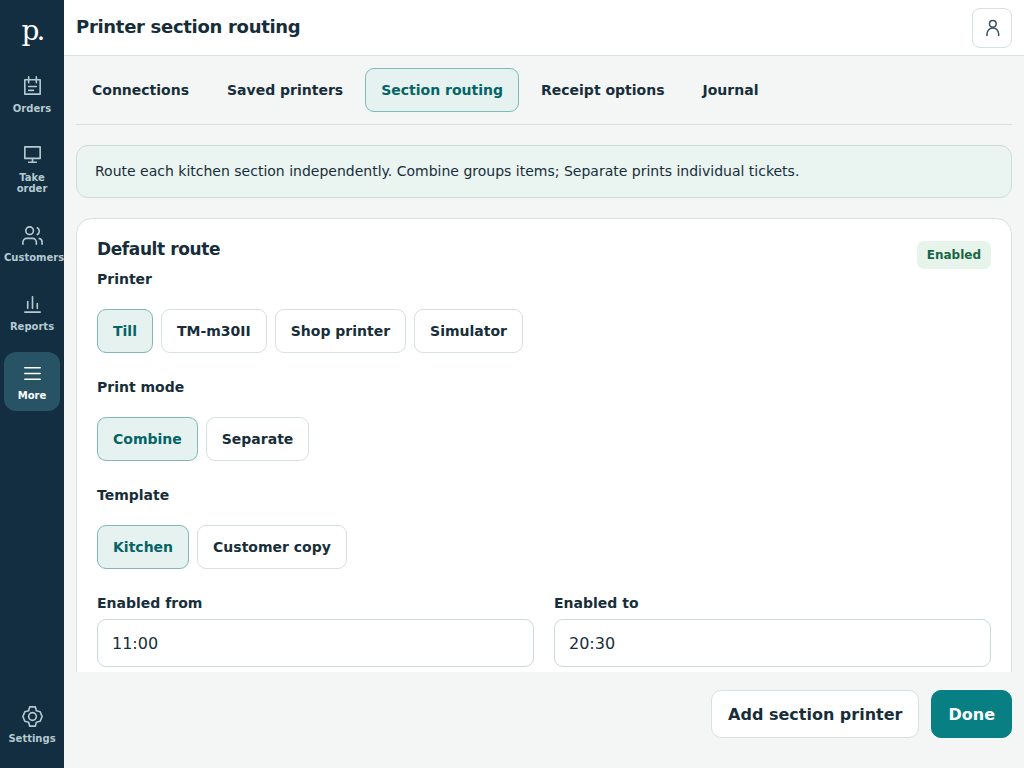 p.
Printer section routing
Orders
Take
order
Customers
Reports
More
Settings
Connections
Saved printers
Section routing
Receipt options
Journal
Route each kitchen section independently. Combine groups items; Separate prints individual tickets.
Default route
Enabled
Printer
Till
TM-m30II
Shop printer
Simulator
Print mode
Combine
Separate
Template
Kitchen
Customer copy
Enabled from
Enabled to
11:00
20:30
Add section printer
Done